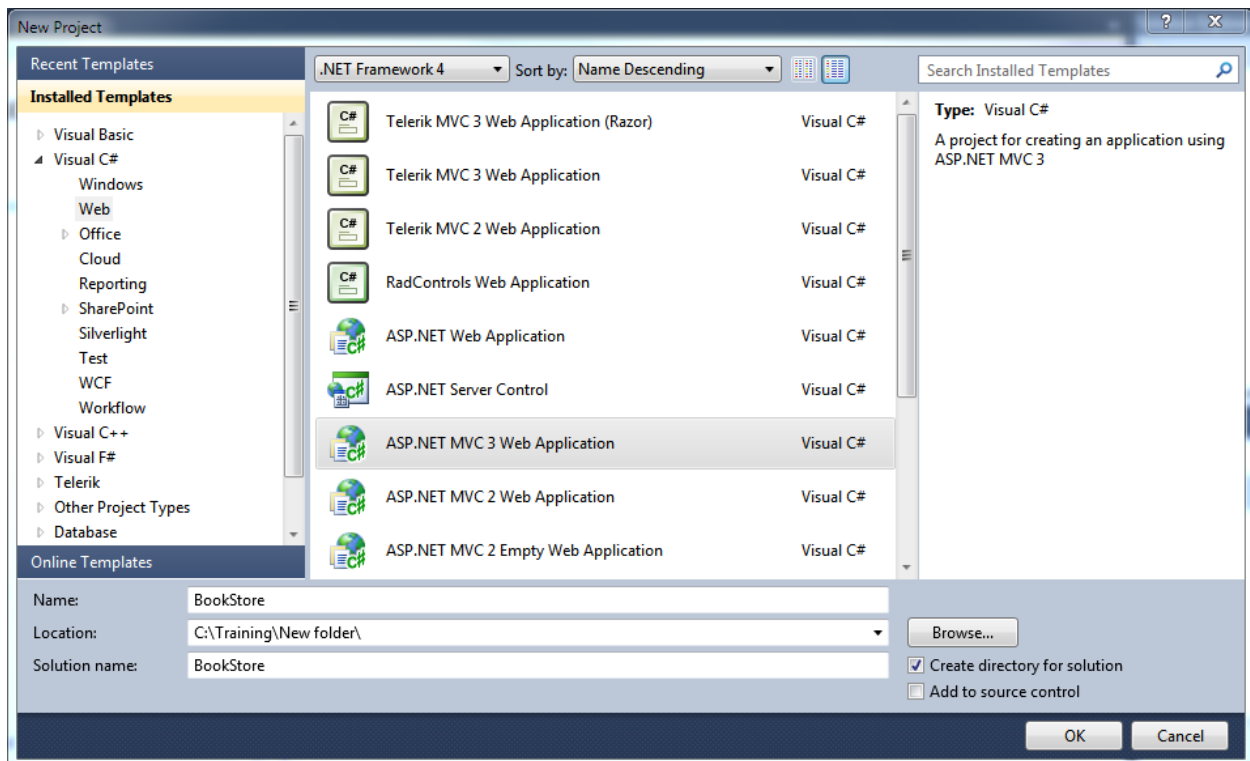 New Project
Recent Templates
Installed Templates
Visual Basic
Visual C#
Windows
Web
Office
Cloud
Reporting
SharePoint
Silverlight
Test
WCF
Workflow
Visual C++
Visual F#
Telerik
Other Project Types
Database
Online Templates
.NET Framework 4 Sort by: Name Descending
C# Telerik MVC 3 Web Application (Razor) Visual C#
C# Telerik MVC 3 Web Application Visual C#
C# Telerik MVC 2 Web Application Visual C#
C# RadControls Web Application Visual C#
C# ASP.NET Web Application Visual C#
C# ASP.NET Server Control Visual C#
C# ASP.NET MVC 3 Web Application Visual C#
C# ASP.NET MVC 2 Web Application Visual C#
C# ASP.NET MVC 2 Empty Web Application Visual C#
Search Installed Templates
Type: Visual C#
A project for creating an application using
ASP.NET MVC 3
Name: BookStore
Location: C:\Training\New folder\ Browse...
Solution name: BookStore
Create directory for solution
Add to source control
OK Cancel